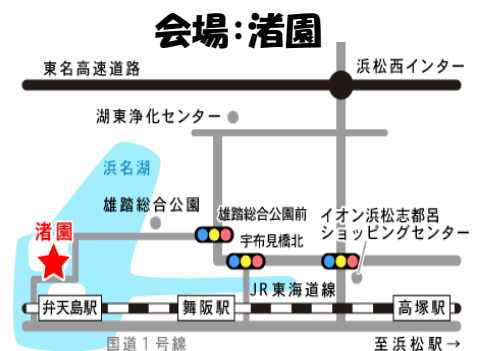 会場：渚園
東名高速道路
浜松西インター
湖東浄化センター
浜名湖
雄踏総合公園
雄踏総合公園前
イオン浜松志都呂
ショッピングセンター
渚園
宇布見橋北
JR東海道線
弁天島駅
舞阪駅
高塚駅
国道1号線
至浜松駅→